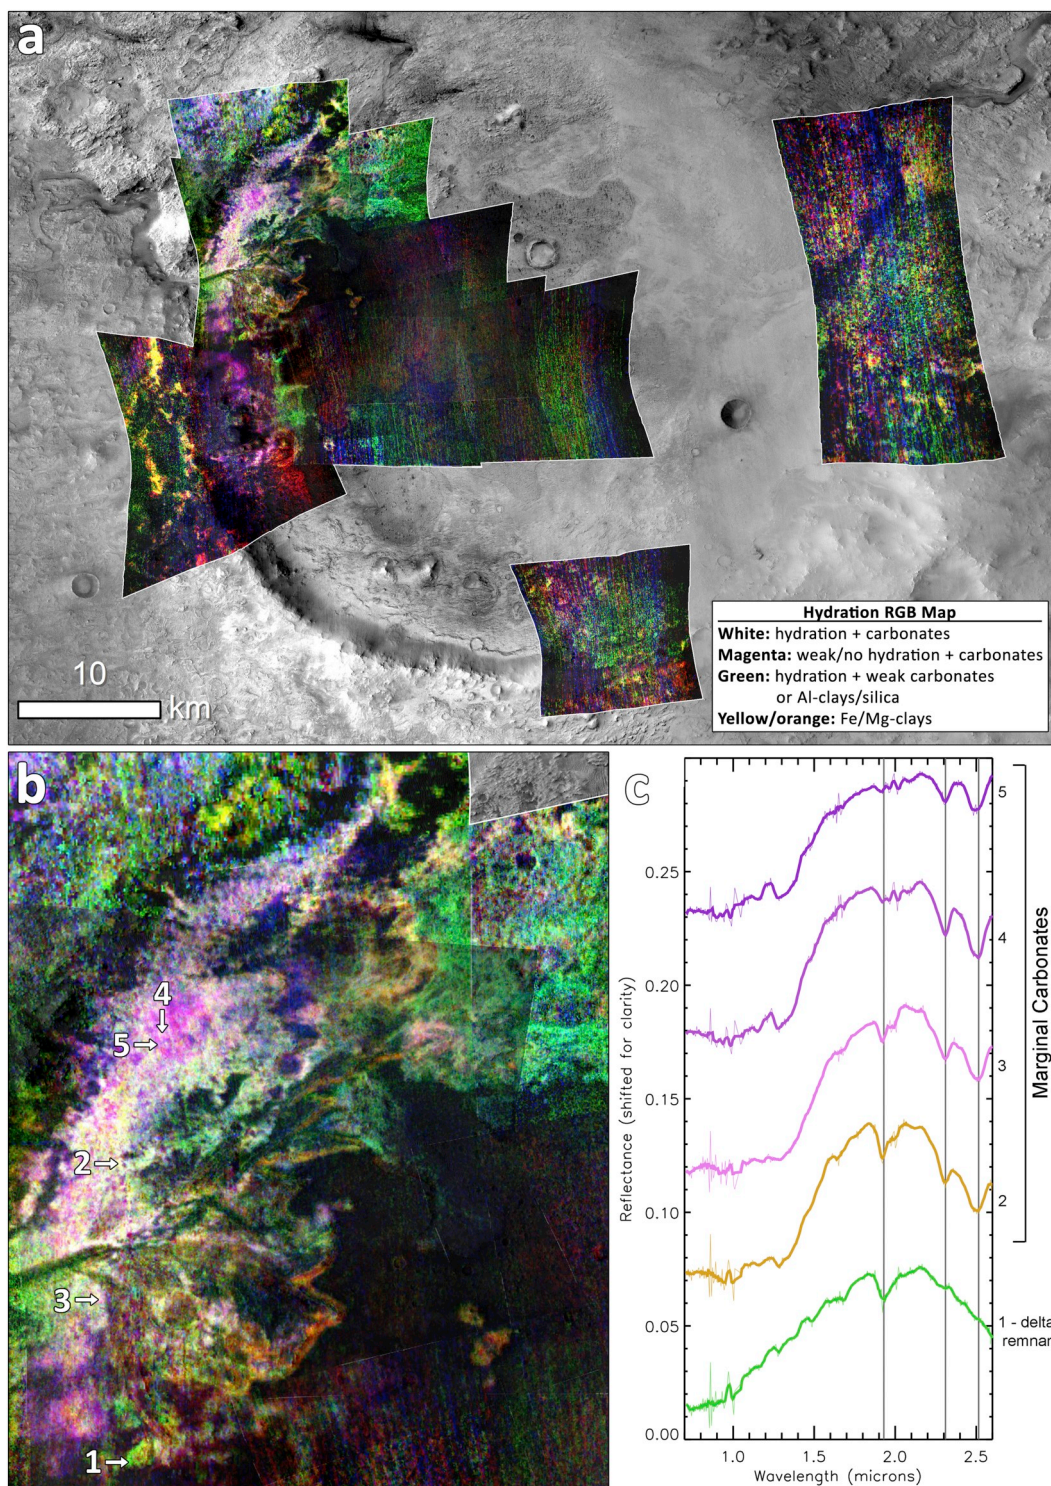 a
10
km
Hydration RGB Map
White: hydration + carbonates
Magenta: weak/no hydration + carbonates
Green: hydration + weak carbonates
or Al-clays/silica
Yellow/orange: Fe/Mg-clays
b
4
5
2
3
1
c
0.25
0.20
0.15
0.10
0.05
0.00
Reflectance (shifted for clarity)
1.0 1.5 2.0 2.5
Wavelength (microns)
5
4
3
2
1 - delta
remnan
Marginal Carbonates